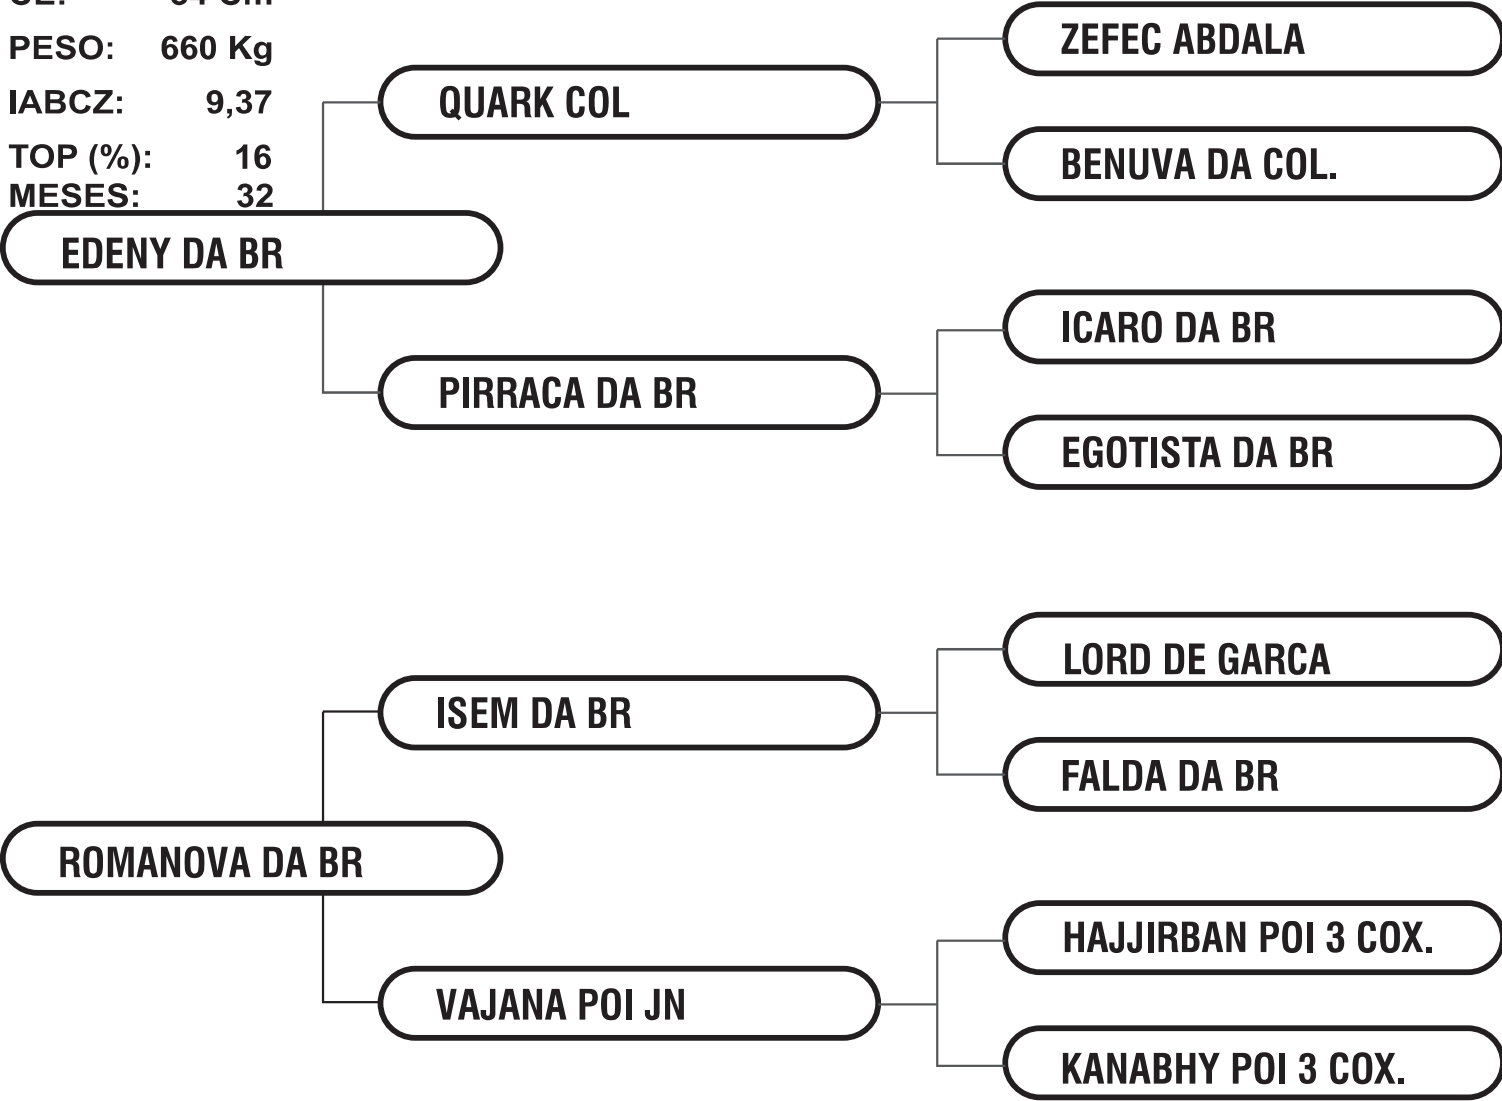 PESO: 660 Kg
IABCZ: 9,37
TOP (%): 16
MESES: 32
EDENY DA BR
QUARK COL
PIRRACA DA BR
ZEFEC ABDALA
BENUVA DA COL.
ICARO DA BR
EGOTISTA DA BR
ROMANOVA DA BR
ISEM DA BR
VAJANA POI JN
LORD DE GARCA
FALDA DA BR
HAJJIRBAN POI 3 COX.
KANABHY POI 3 COX.